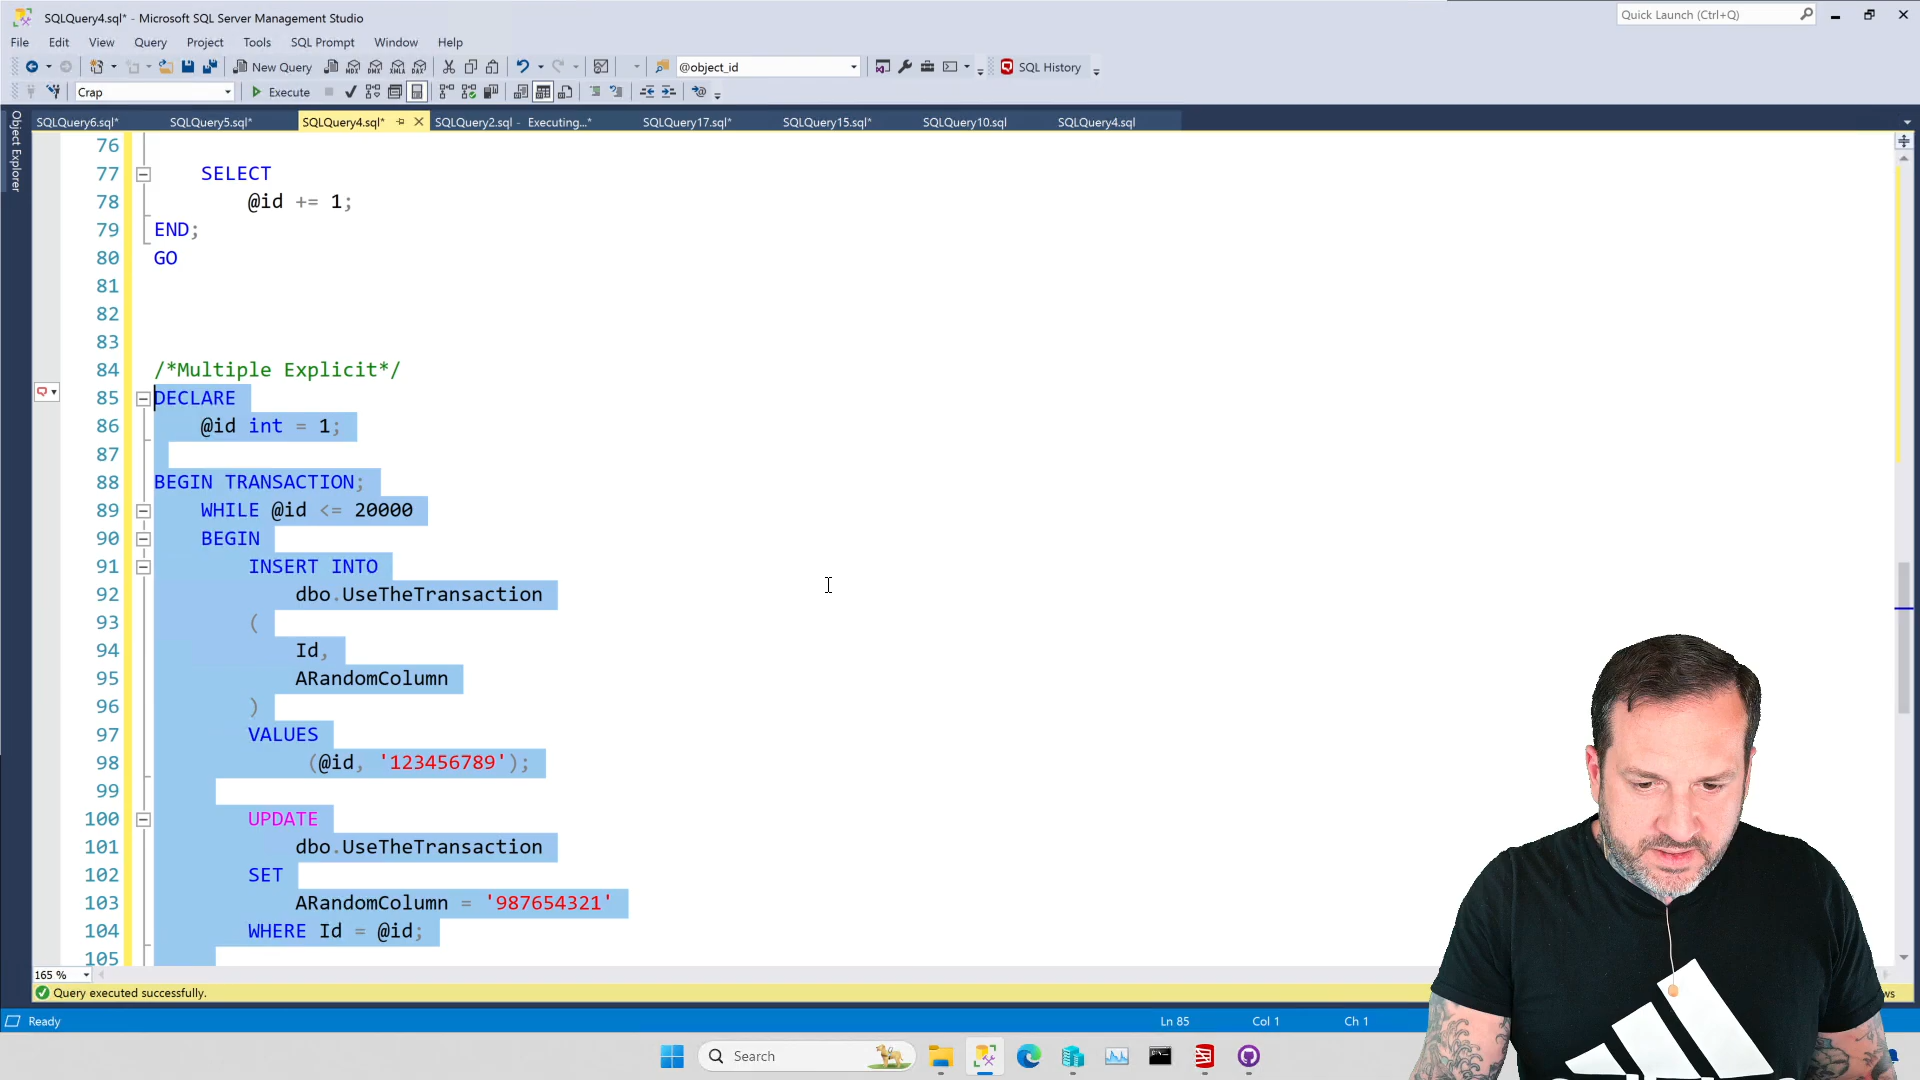 SQLQuery4.sql* - Microsoft SQL Server Management Studio
Quick Launch (Ctrl+Q)
File Edit View Query Project Tools SQL Prompt Window Help
New Query
@object_id
SQL History
Crap
Execute
SQLQuery6.sql* SQLQuery5.sql* SQLQuery4.sql* SQLQuery2.sql - Executing...* SQLQuery17.sql* SQLQuery15.sql* SQLQuery10.sql SQLQuery4.sql
Object Explorer
76
77 SELECT
78 @id += 1;
79 END;
80 GO
81
82
83
84 /*Multiple Explicit*/
85 DECLARE
86 @id int = 1;
87
88 BEGIN TRANSACTION;
89 WHILE @id <= 20000
90 BEGIN
91 INSERT INTO
92 dbo.UseTheTransaction
93 (
94 Id,
95 ARandomColumn
96 )
97 VALUES
98 (@id, '123456789');
99
100 UPDATE
101 dbo.UseTheTransaction
102 SET
103 ARandomColumn = '987654321'
104 WHERE Id = @id;
105
165 %
Query executed successfully.
Ready Ln 85 Col 1 Ch 1
Search